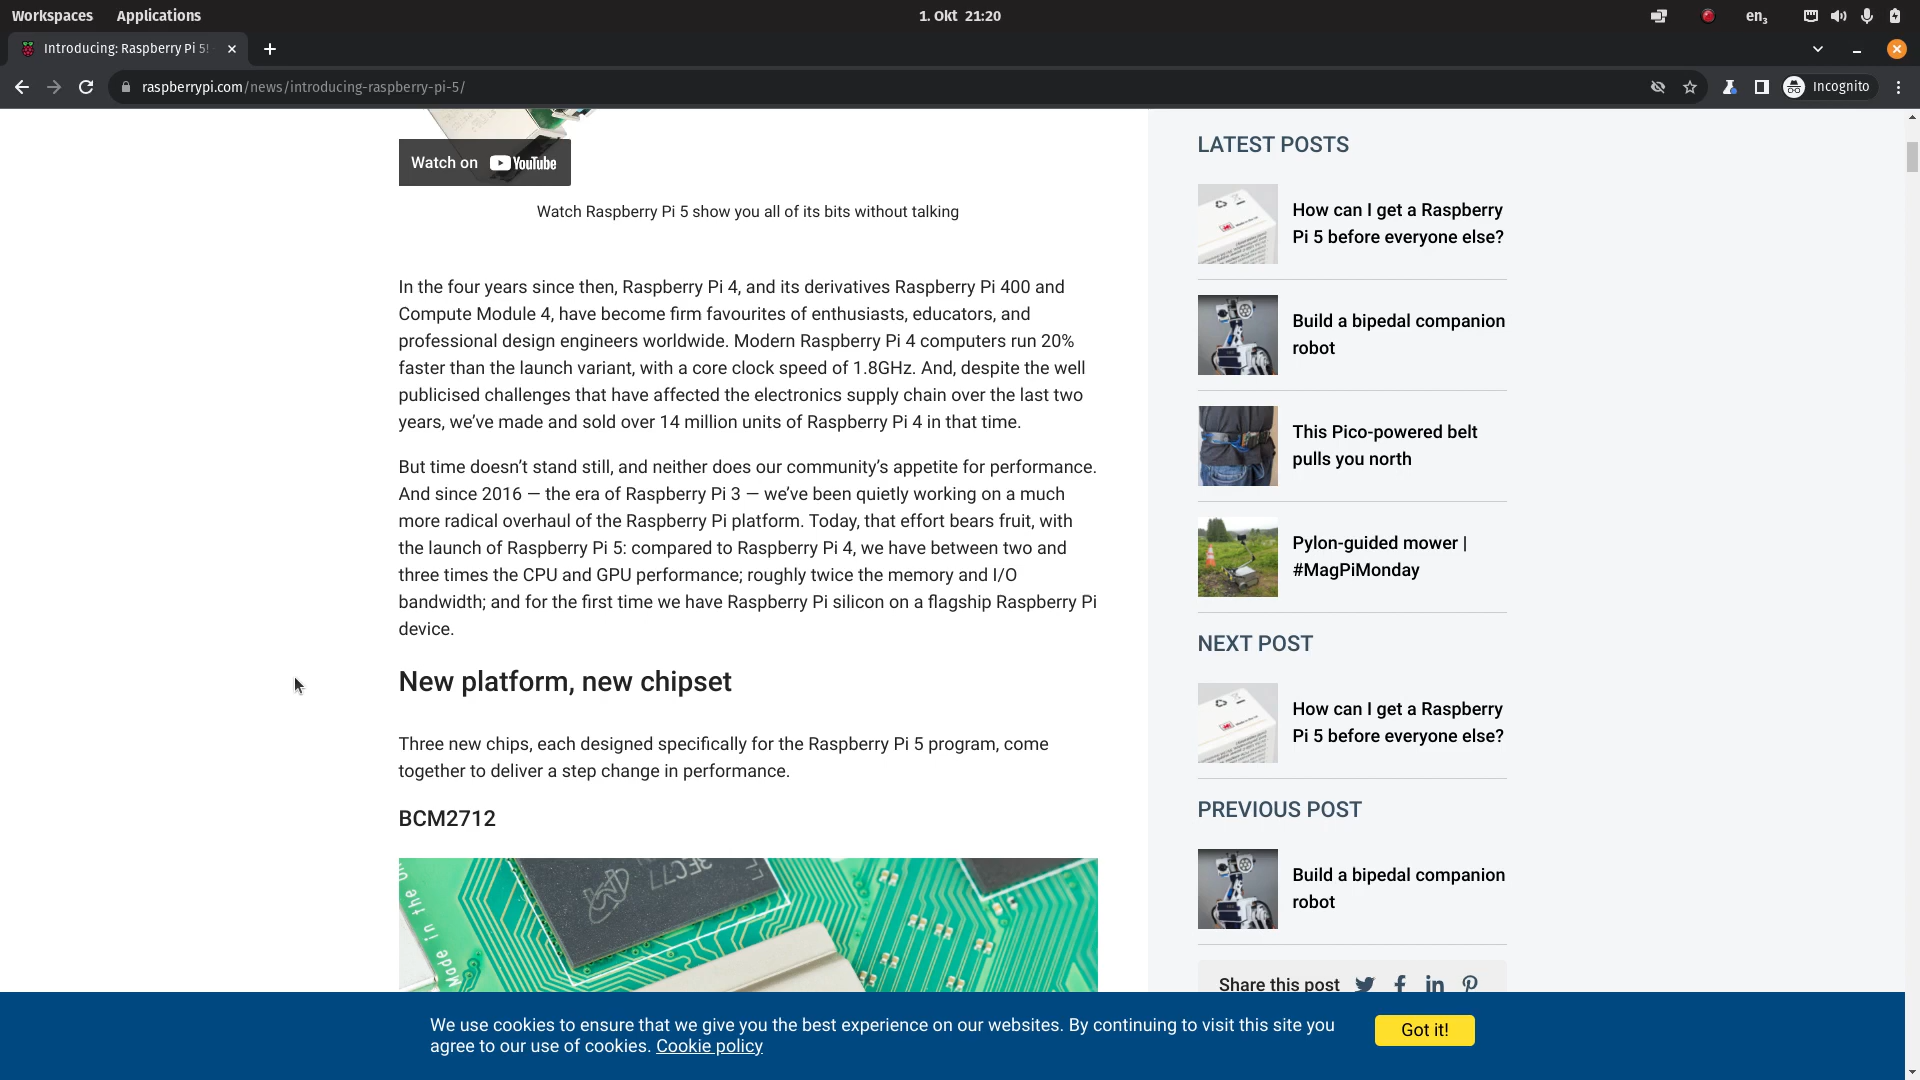 Workspaces Applications 1. Okt 21:20 en₃
Introducing: Raspberry Pi 5!
raspberrypi.com/news/introducing-raspberry-pi-5/ Incognito
Watch on YouTube
Watch Raspberry Pi 5 show you all of its bits without talking
In the four years since then, Raspberry Pi 4, and its derivatives Raspberry Pi 400 and
Compute Module 4, have become firm favourites of enthusiasts, educators, and
professional design engineers worldwide. Modern Raspberry Pi 4 computers run 20%
faster than the launch variant, with a core clock speed of 1.8GHz. And, despite the well
publicised challenges that have affected the electronics supply chain over the last two
years, we’ve made and sold over 14 million units of Raspberry Pi 4 in that time.
But time doesn’t stand still, and neither does our community’s appetite for performance.
And since 2016 — the era of Raspberry Pi 3 — we’ve been quietly working on a much
more radical overhaul of the Raspberry Pi platform. Today, that effort bears fruit, with
the launch of Raspberry Pi 5: compared to Raspberry Pi 4, we have between two and
three times the CPU and GPU performance; roughly twice the memory and I/O
bandwidth; and for the first time we have Raspberry Pi silicon on a flagship Raspberry Pi
device.
New platform, new chipset
Three new chips, each designed specifically for the Raspberry Pi 5 program, come
together to deliver a step change in performance.
BCM2712
Made in the
LATEST POSTS
How can I get a Raspberry
Pi 5 before everyone else?
Build a bipedal companion
robot
This Pico-powered belt
pulls you north
Pylon-guided mower |
#MagPiMonday
NEXT POST
How can I get a Raspberry
Pi 5 before everyone else?
PREVIOUS POST
Build a bipedal companion
robot
Share this post
We use cookies to ensure that we give you the best experience on our websites. By continuing to visit this site you
agree to our use of cookies. Cookie policy
Got it!